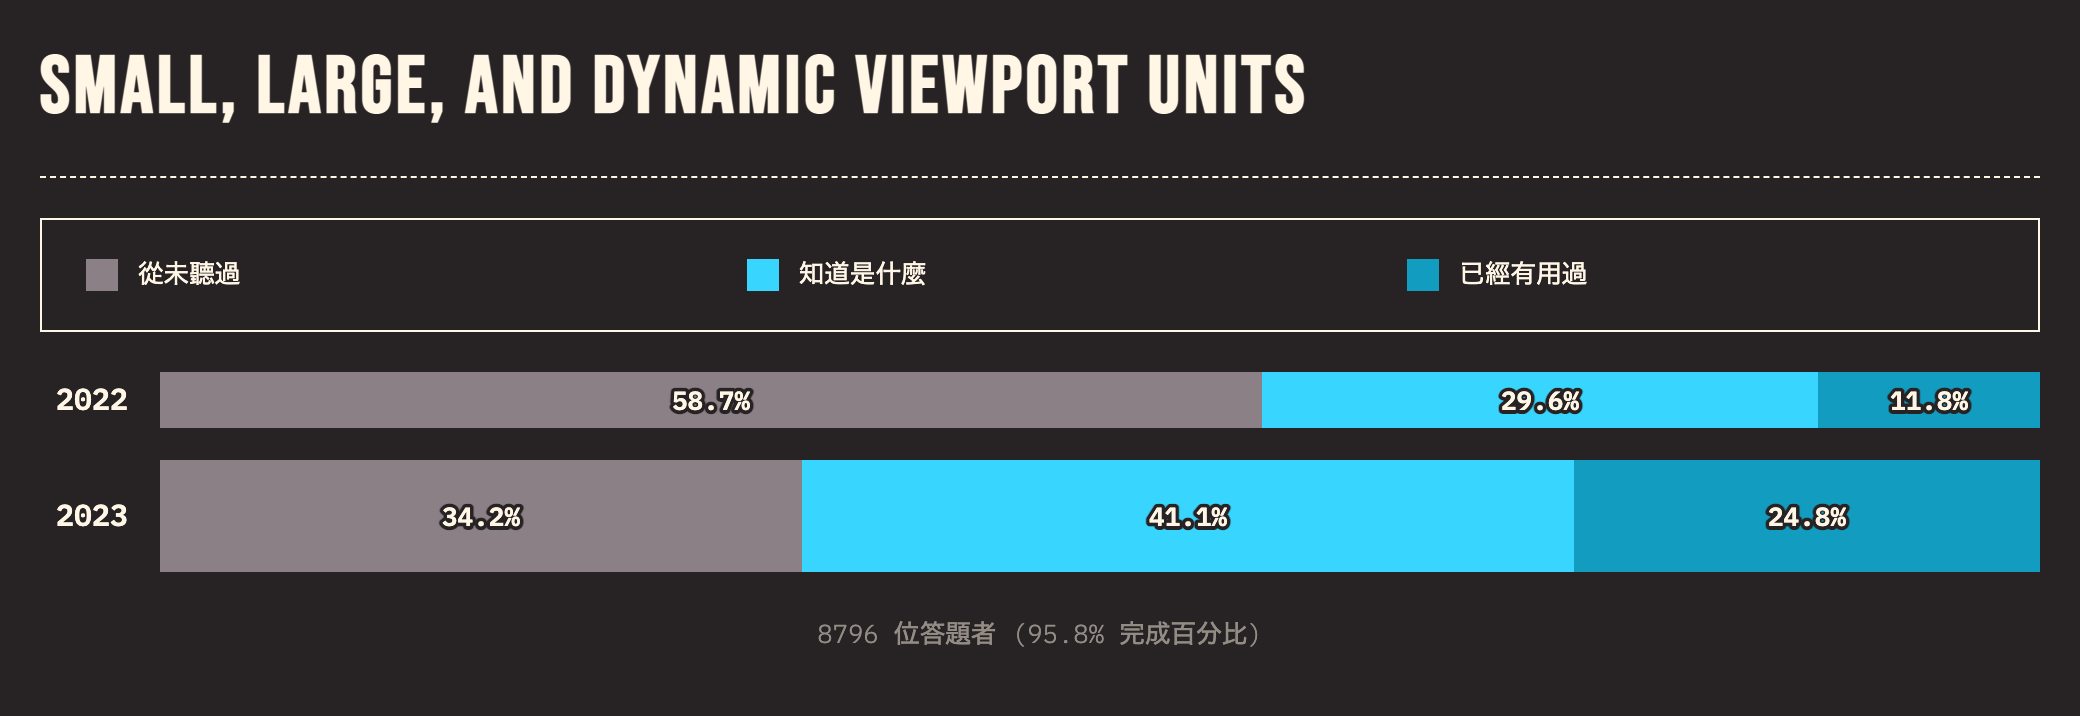 SMALL, LARGE, AND DYNAMIC VIEWPORT UNITS
從未聽過 知道是什麼 已經有用過
2022 58.7% 29.6% 11.8%
2023 34.2% 41.1% 24.8%
8796 位答題者 (95.8% 完成百分比)